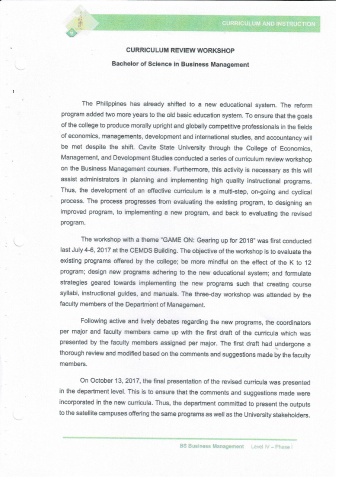 CURRICULUM AND INSTRUCTION
CURRICULUM REVIEW WORKSHOP
Bachelor of Science in Business Management
The Philippines has already shifted to a new educational system. The reform
program added two more years to the old basic education system. To ensure that the goals
of the college to produce morally upright and globally competitive professionals in the fields
of economics, managements, development and international studies, and accountancy will
be met despite the shift. Cavite State University through the College of Economics,
Management, and Development Studies conducted a series of curriculum review workshop
on the Business Management courses. Furthermore, this activity is necessary as this will
assist administrators in planning and implementing high quality instructional programs.
Thus, the development of an effective curriculum is a multi-step, on-going and cyclical
process. The process progresses from evaluating the existing program, to designing an
improved program, to implementing a new program, and back to evaluating the revised
program.
The workshop with a theme "GAME ON: Gearing up for 2018" was first conducted
last July 4-6, 2017 at the CEMDS Building. The objective of the workshop is to evaluate the
existing programs offered by the college; be more mindful on the effect of the K to 12
program; design new programs adhering to the new educational system; and formulate
strategies geared towards implementing the new programs such that creating course
syllabi, instructional guides, and manuals. The three-day workshop was attended by the
faculty members of the Department of Management.
Following active and lively debates regarding the new programs, the coordinators
per major and faculty members came up with the first draft of the curricula which was
presented by the faculty members assigned per major. The first draft had undergone a
thorough review and modified based on the comments and suggestions made by the faculty
members.
On October 13, 2017, the final presentation of the revised curricula was presented
in the department level. This is to ensure that the comments and suggestions made were
incorporated in the new curricula. Thus, the department committed to present the outputs
to the satellite campuses offering the same programs as well as the University stakeholders.
BS Business Management Level IV – Phase I